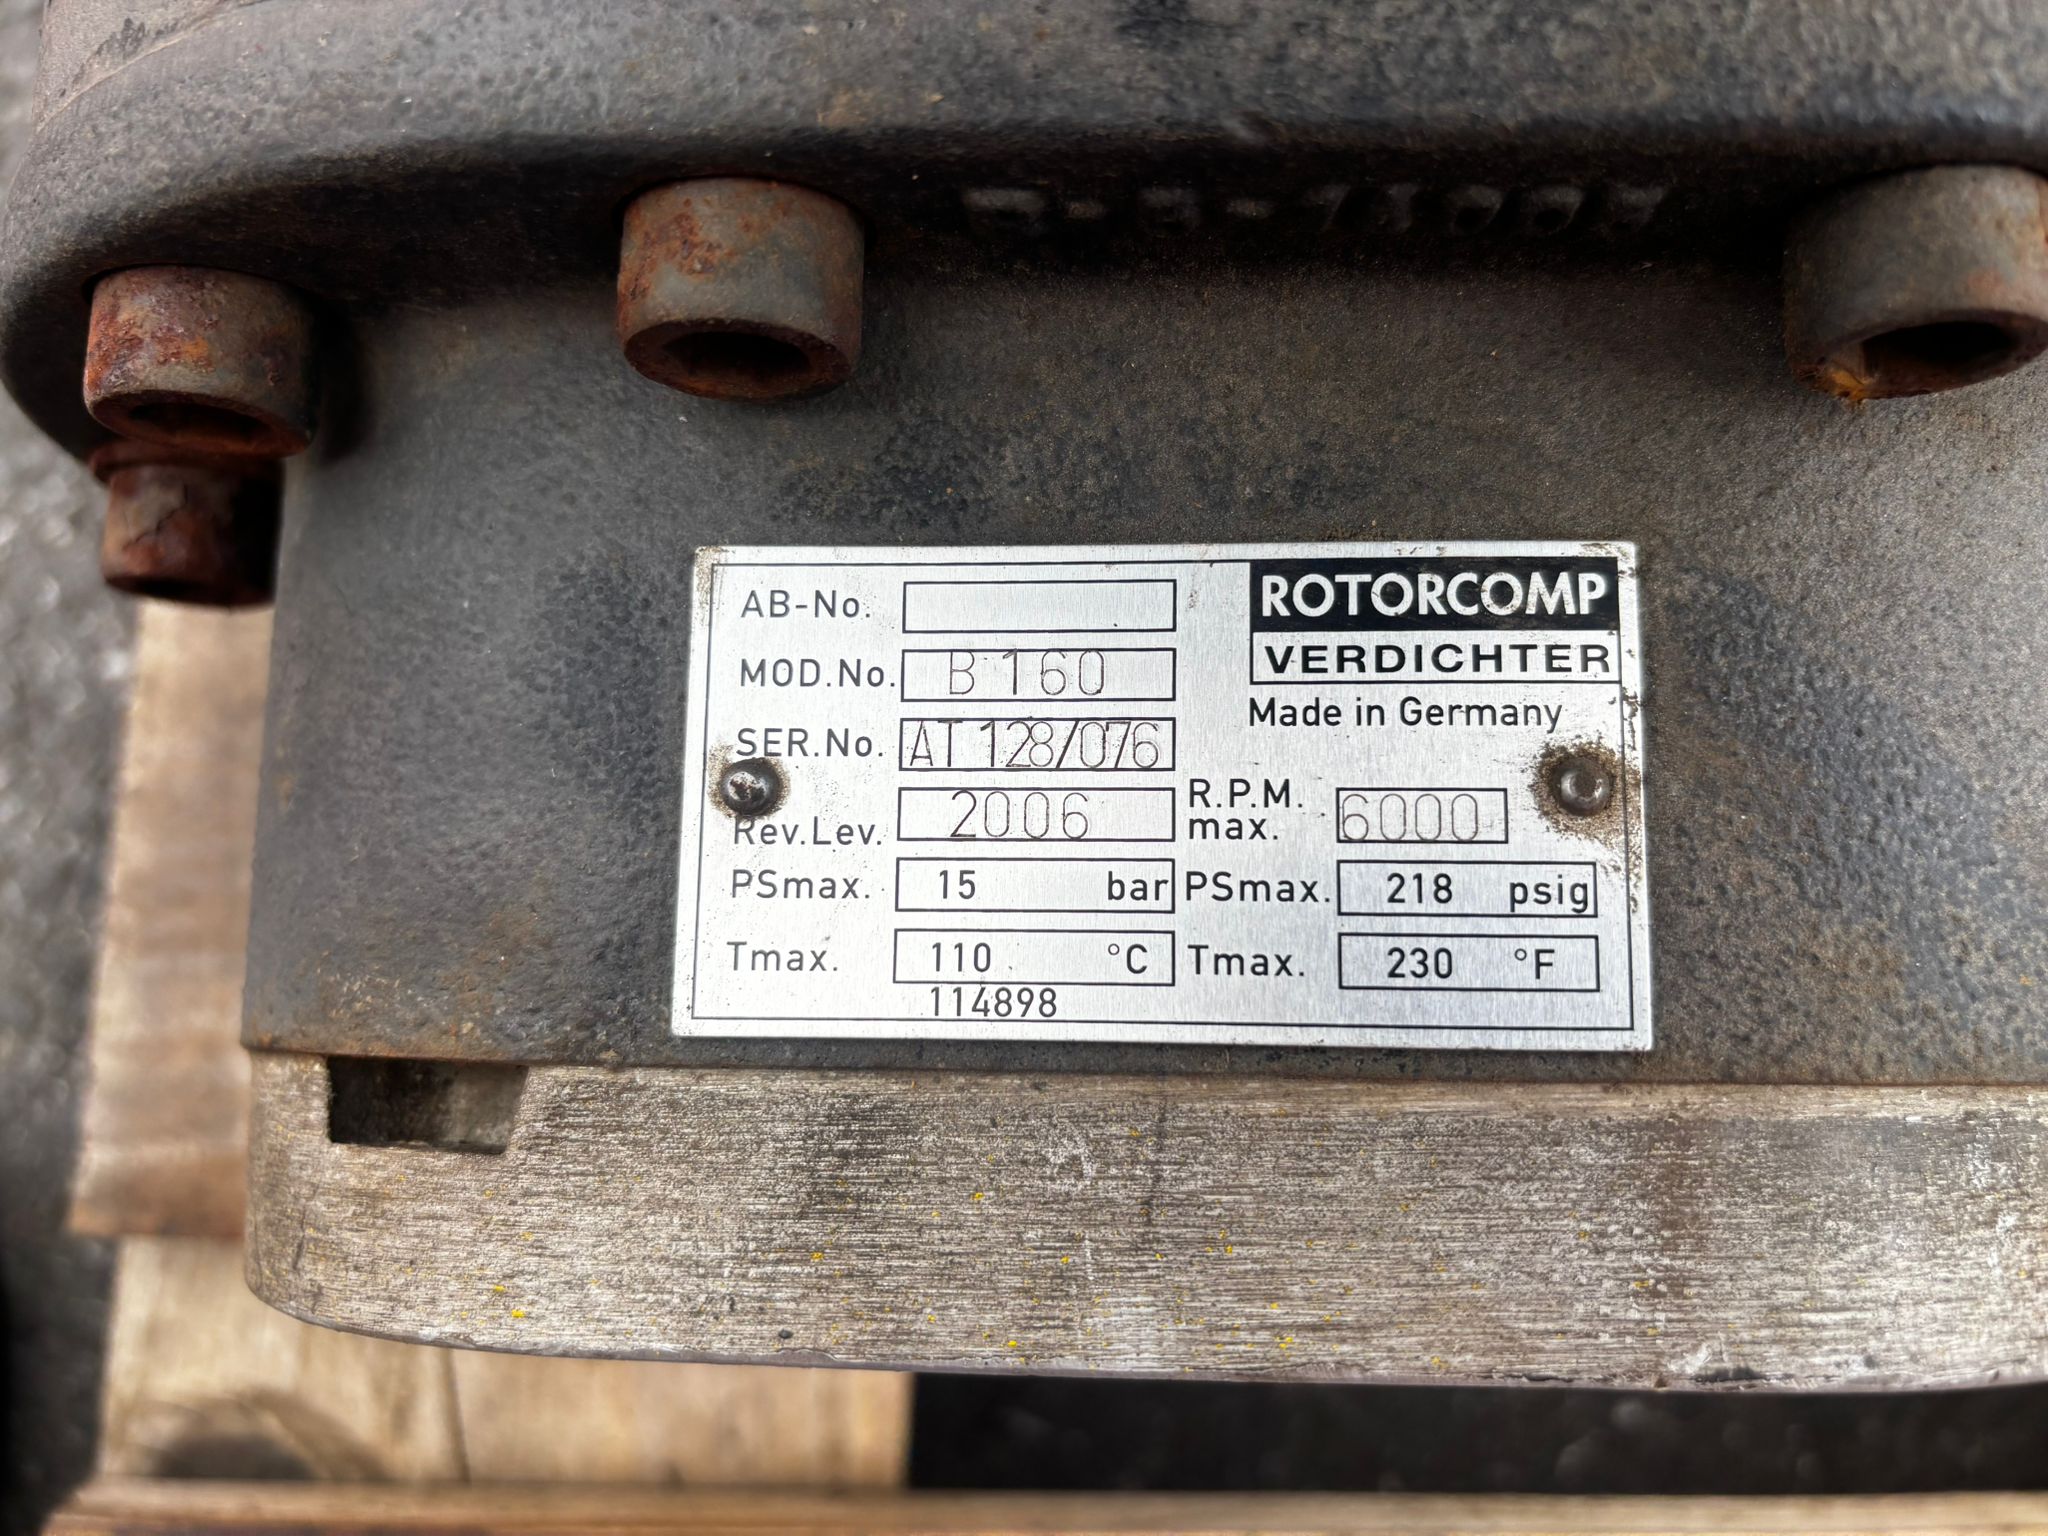 AB-No.
ROTORCOMP
VERDICHTER
Made in Germany
MOD.No. B 160
SER.No. AT 128/076
Rev.Lev. 2006
R.P.M.
max. 6000
PSmax. 15 bar PSmax. 218 psig
Tmax. 110 °C Tmax. 230 °F
114898